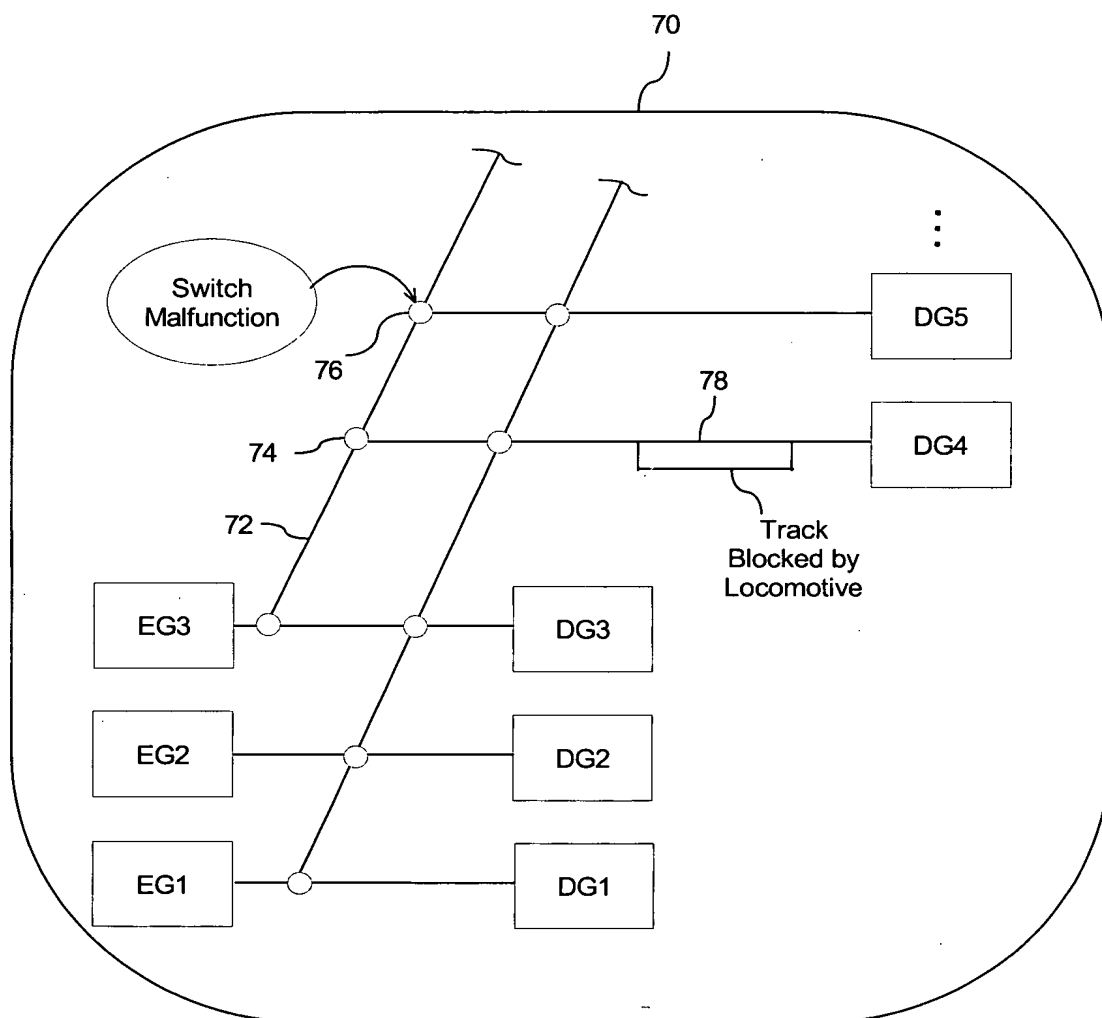 70
Switch
Malfunction
76
DG5
78
74
DG4
72
Track
Blocked by
Locomotive
EG3
DG3
EG2
DG2
EG1
DG1